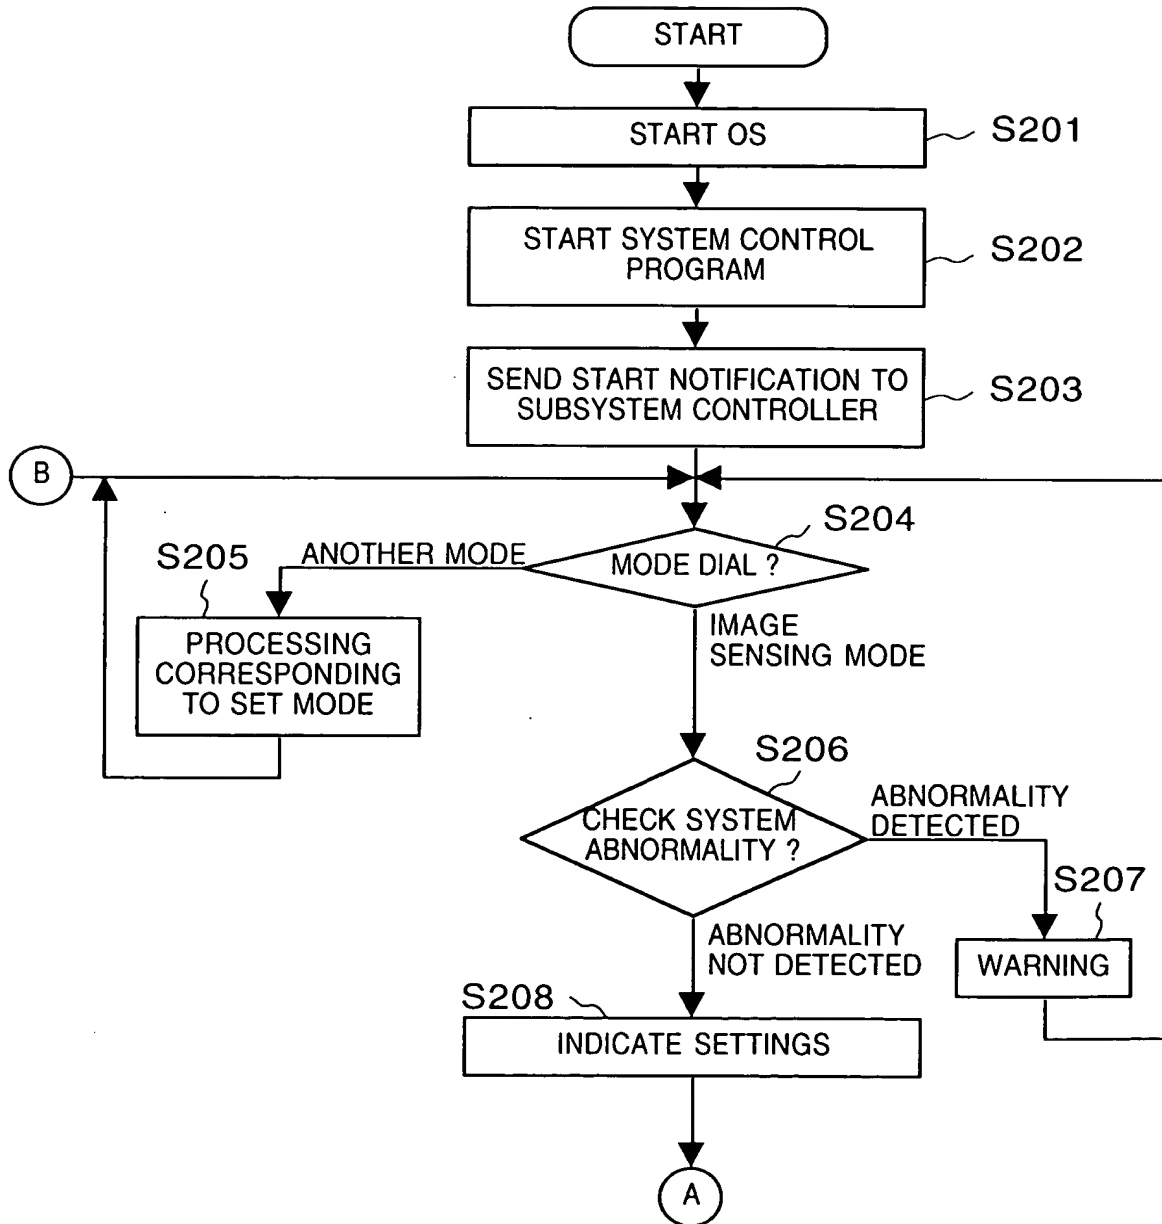 START
START OS
S201
START SYSTEM CONTROL
PROGRAM
S202
SEND START NOTIFICATION TO
SUBSYSTEM CONTROLLER
S203
B
S204
MODE DIAL ?
ANOTHER MODE
S205
PROCESSING
CORRESPONDING
TO SET MODE
IMAGE
SENSING MODE
S206
CHECK SYSTEM
ABNORMALITY ?
ABNORMALITY
DETECTED
S207
WARNING
ABNORMALITY
NOT DETECTED
S208
INDICATE SETTINGS
A